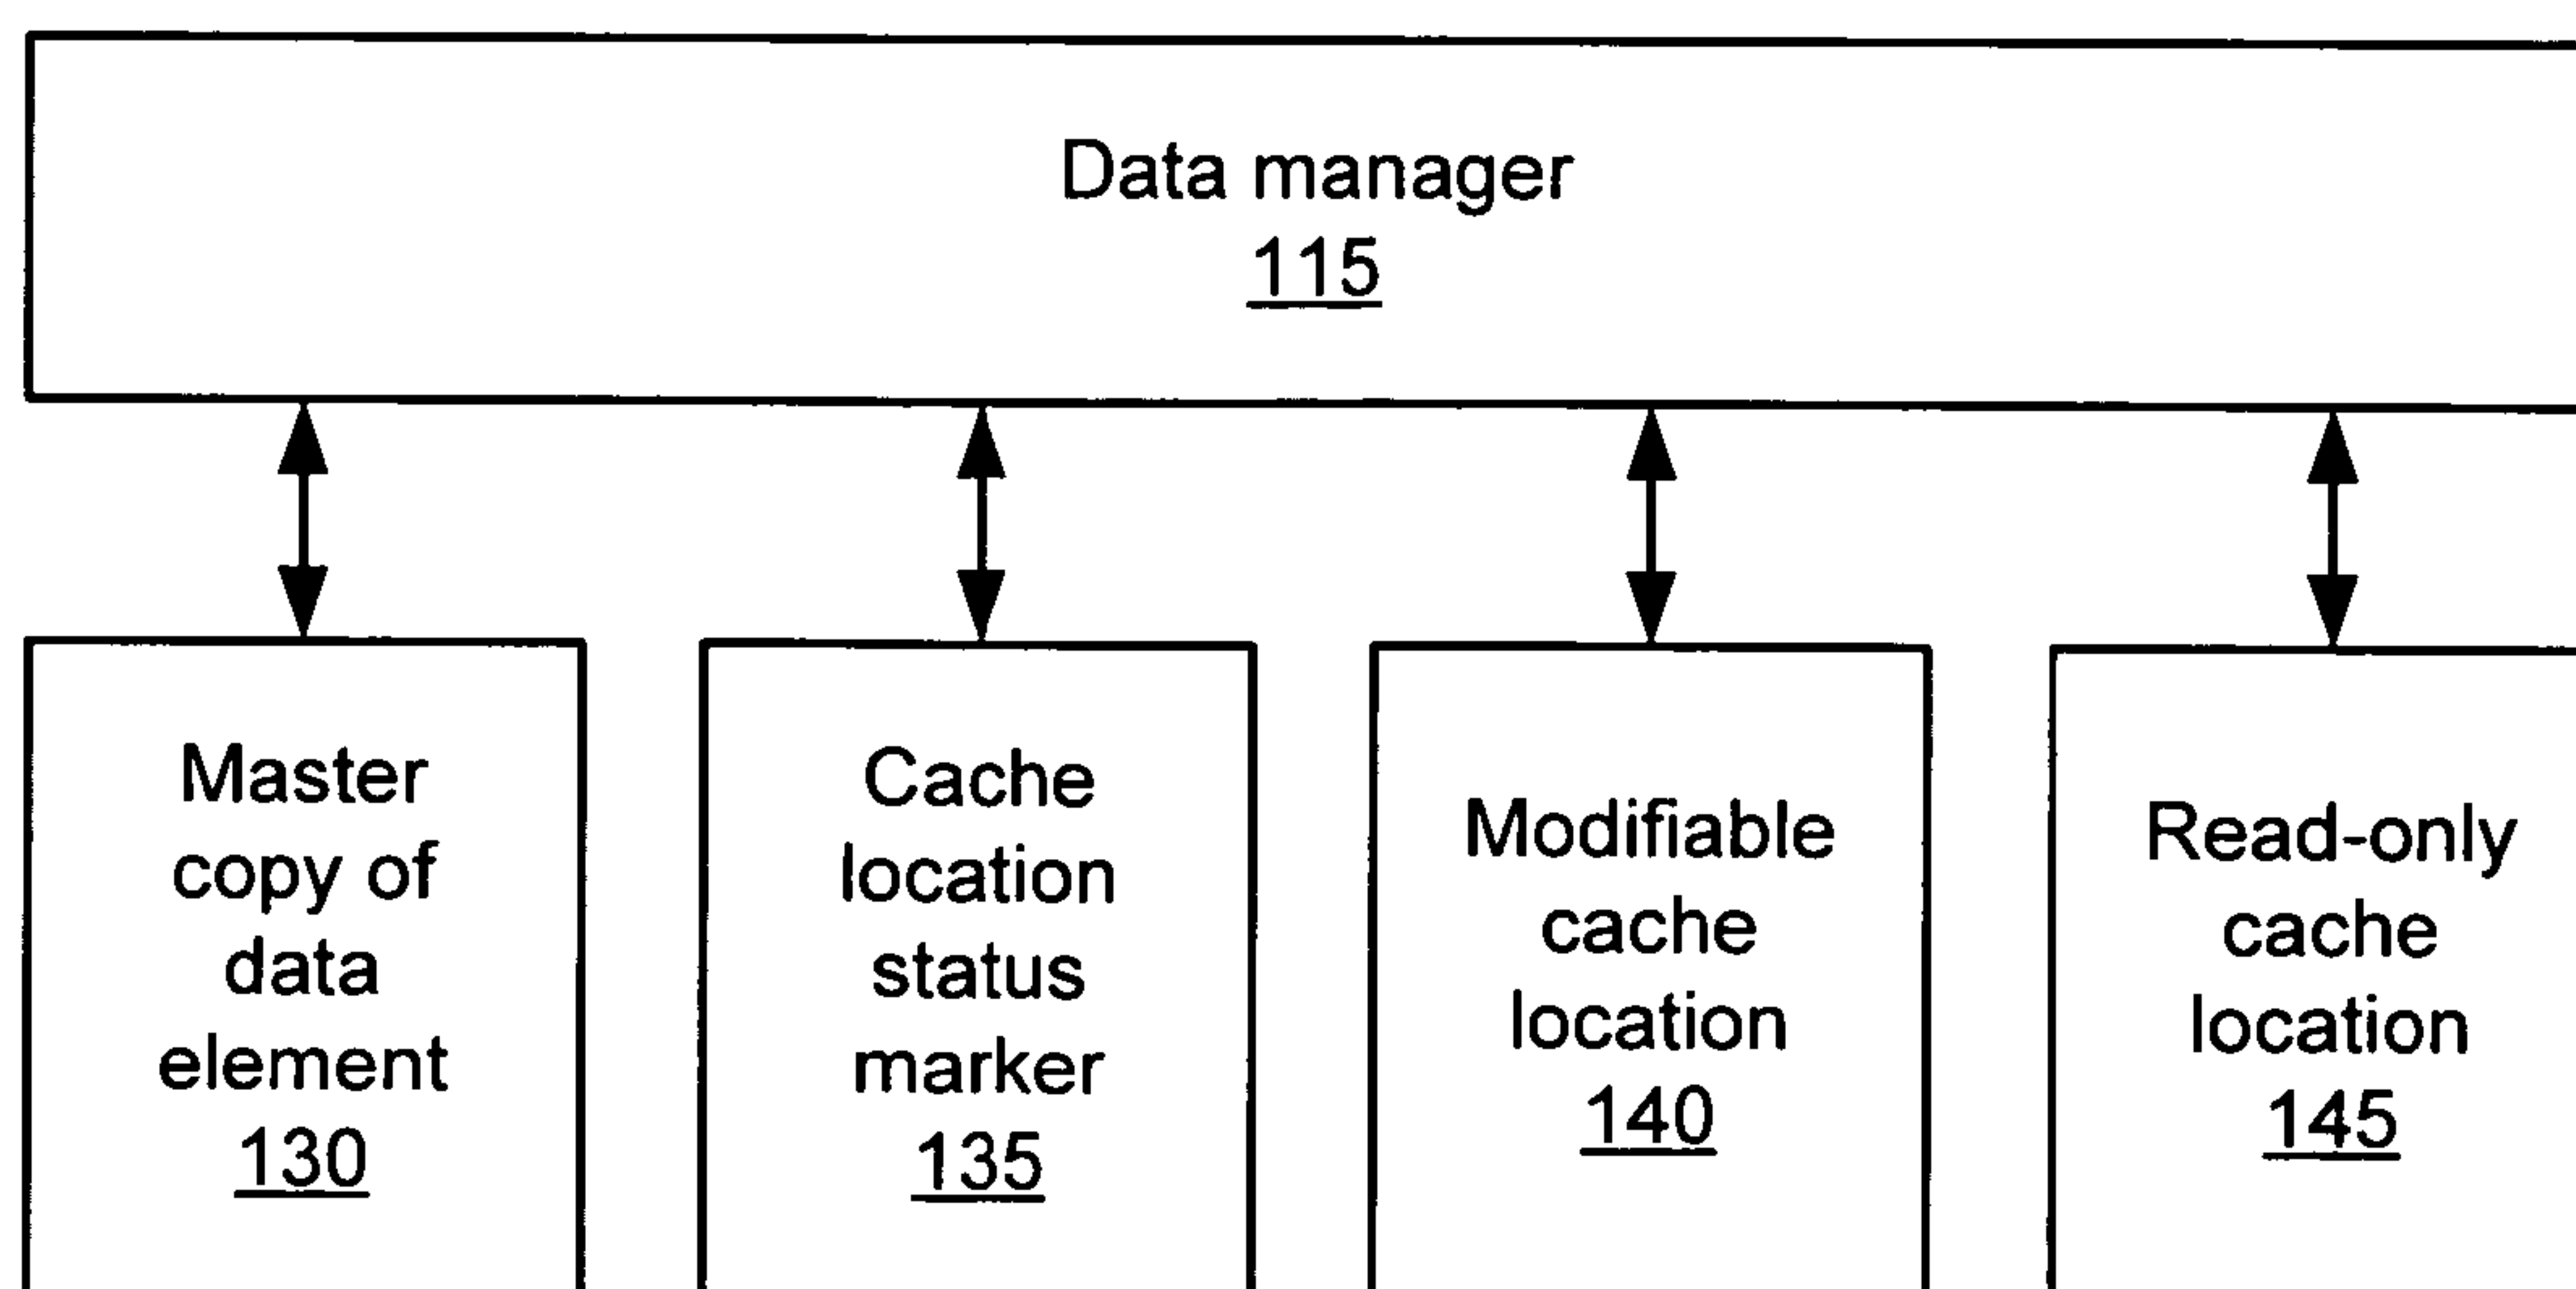 Data manager
115
Master
copy of
data
element
130
Cache
location
status
marker
135
Modifiable
cache
location
140
Read-only
cache
location
145